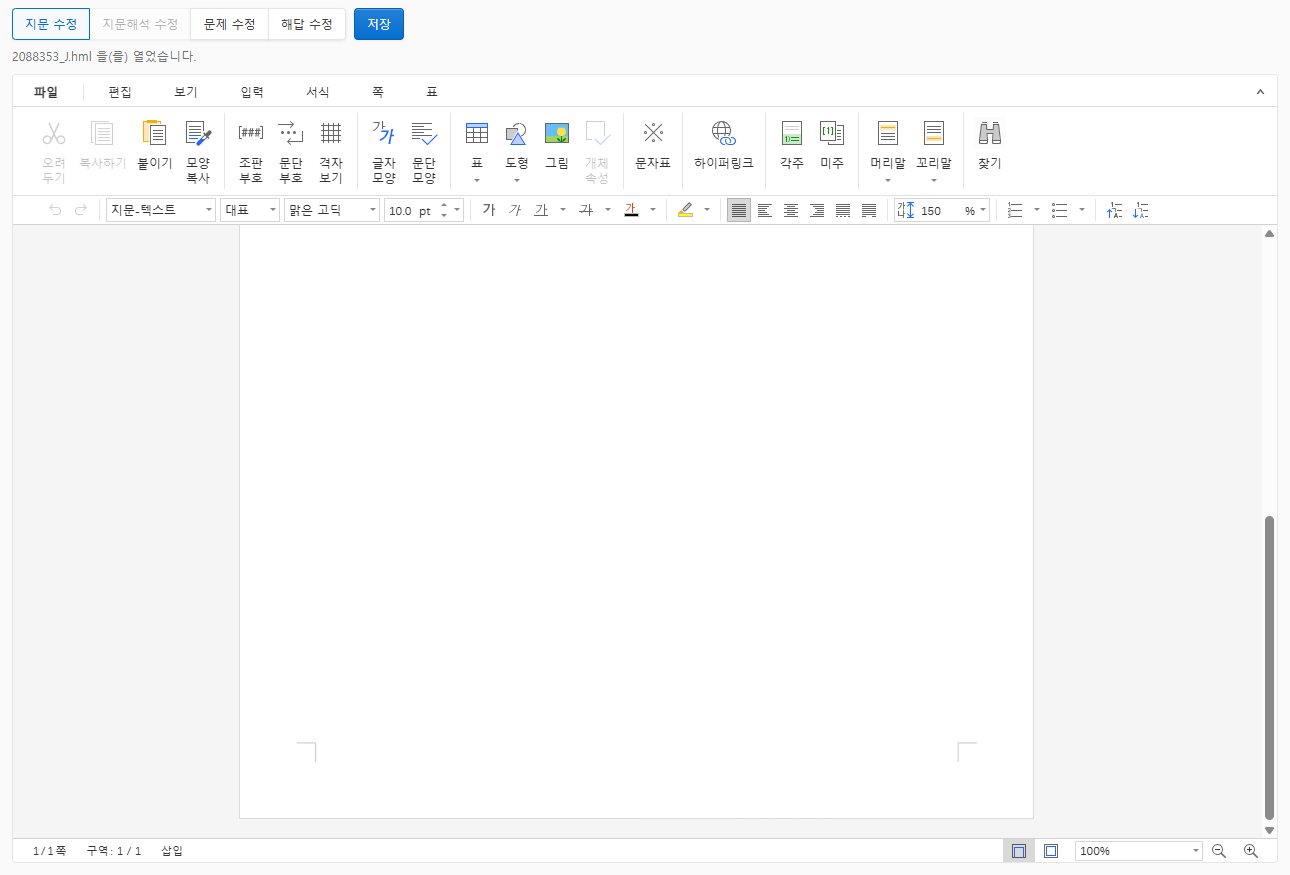 지문 수정 지문해석 수정 문제 수정 해답 수정 저장
2088353_J.hml 을(를) 열었습니다.
파일 편집 보기 입력 서식 쪽 표
오려 두기 복사하기 붙이기 모양 복사 조판 부호 문단 부호 격자 보기 글자 모양 문단 모양 표 도형 그림 개체 속성 문자표 하이퍼링크 각주 미주 머리말 꼬리말 찾기
지문-텍스트 대표 맑은 고딕 10.0 pt 가 가 가 가 가 150 %
1/1쪽 구역: 1 / 1 삽입 100%